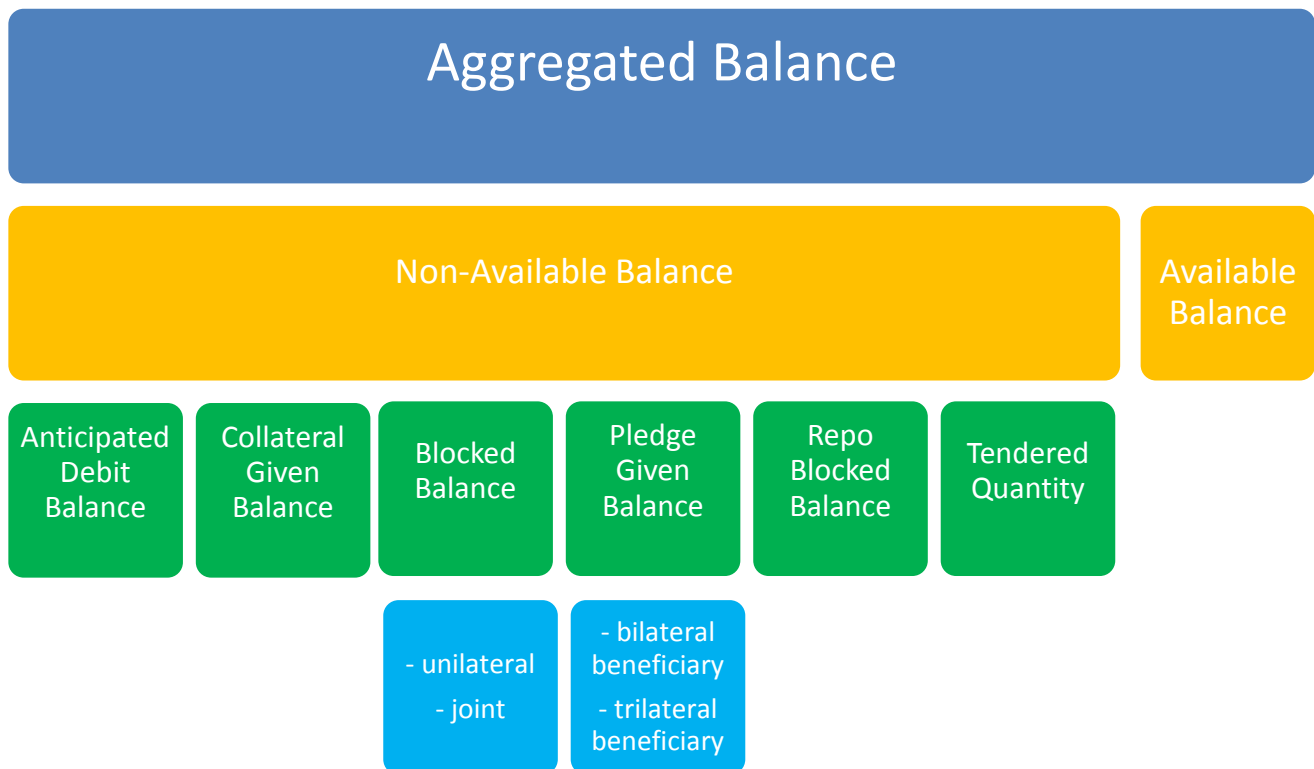 Aggregated Balance
Non-Available Balance
Available
Balance
Anticipated
Debit
Balance
Collateral
Given
Balance
Blocked
Balance
Pledge
Given
Balance
Repo
Blocked
Balance
Tendered
Quantity
- unilateral
- joint
- bilateral
beneficiary
- trilateral
beneficiary